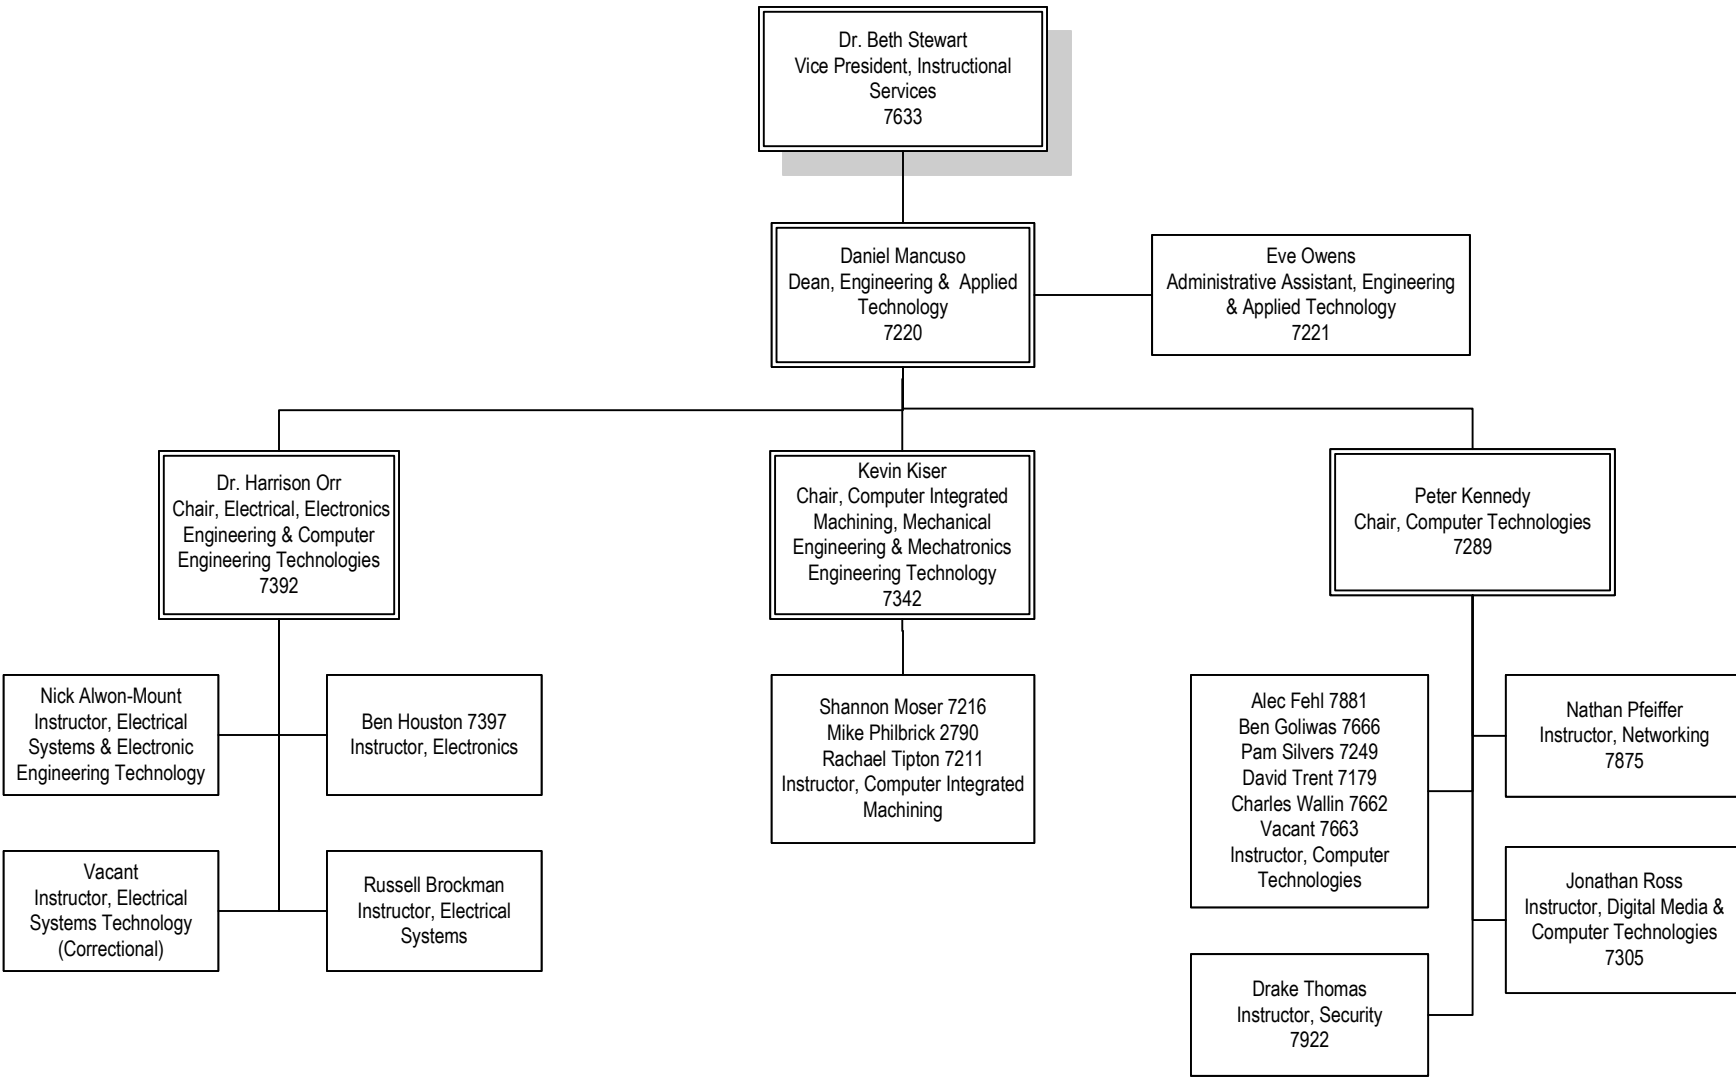 Dr. Beth Stewart
Vice President, Instructional
Services
7633
Daniel Mancuso
Dean, Engineering &  Applied
Technology
7220
Eve Owens
Administrative Assistant, Engineering
& Applied Technology
7221
Dr. Harrison Orr
Chair, Electrical, Electronics
Engineering & Computer
Engineering Technologies
7392
Kevin Kiser
Chair, Computer Integrated
Machining, Mechanical
Engineering & Mechatronics
Engineering Technology
7342
Peter Kennedy
Chair, Computer Technologies
7289
Nick Alwon-Mount
Instructor, Electrical
Systems & Electronic
Engineering Technology
Ben Houston 7397
Instructor, Electronics
Vacant
Instructor, Electrical
Systems Technology
(Correctional)
Russell Brockman
Instructor, Electrical
Systems
Shannon Moser 7216
Mike Philbrick 2790
Rachael Tipton 7211
Instructor, Computer Integrated
Machining
Alec Fehl 7881
Ben Goliwas 7666
Pam Silvers 7249
David Trent 7179
Charles Wallin 7662
Vacant 7663
Instructor, Computer
Technologies
Nathan Pfeiffer
Instructor, Networking
7875
Jonathan Ross
Instructor, Digital Media &
Computer Technologies
7305
Drake Thomas
Instructor, Security
7922